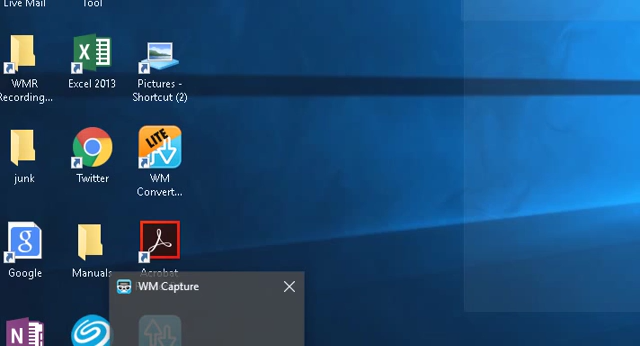 Live Mail
Tool
WMR
Recording...
Excel 2013
Pictures -
Shortcut (2)
LITE
junk
Twitter
WM
Convert...
g
Google
Manuals
Acrobat
WM Capture